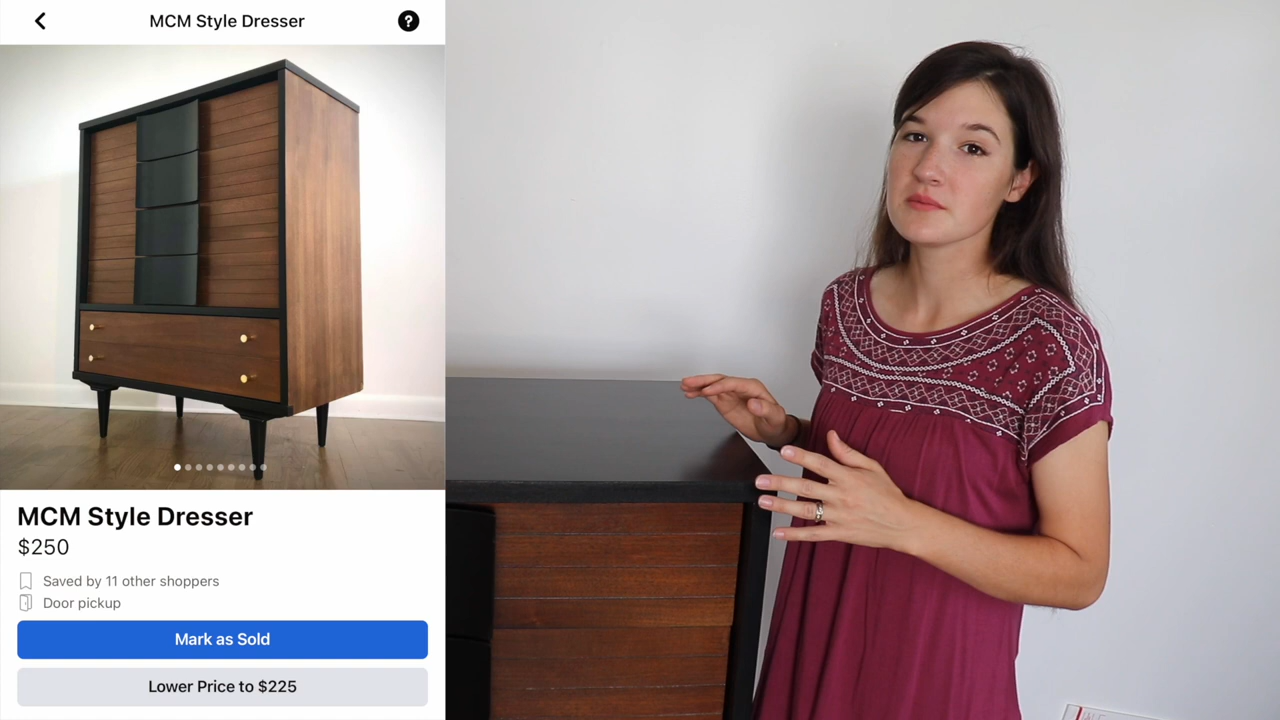 MCM Style Dresser
?
MCM Style Dresser
$250
Saved by 11 other shoppers
Door pickup
Mark as Sold
Lower Price to $225